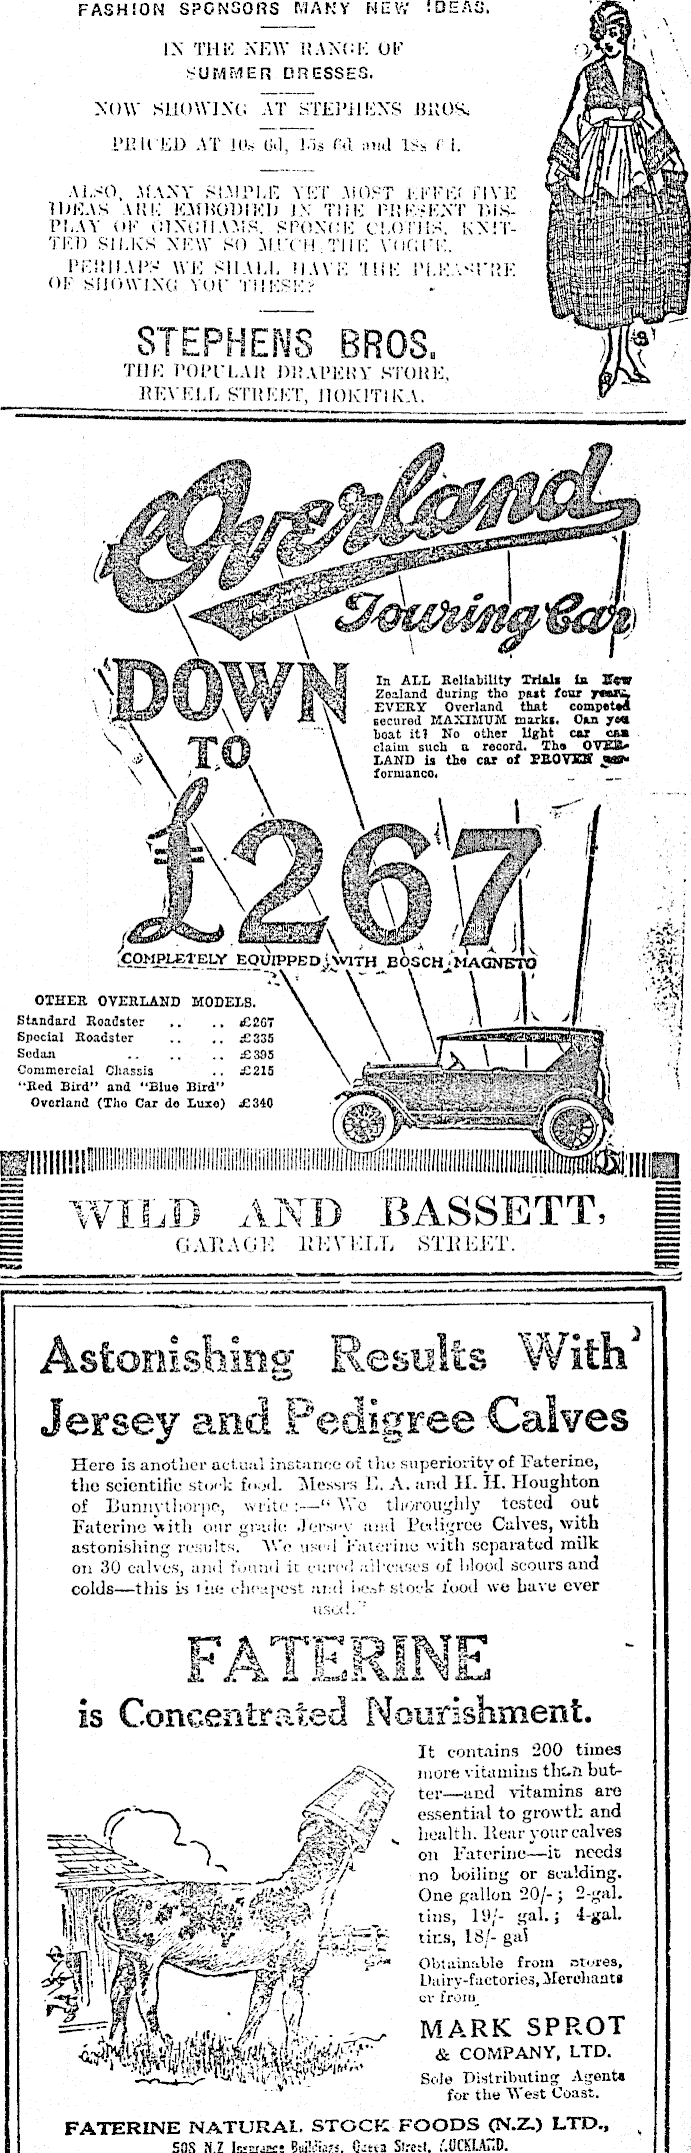 FASHION SPONSORS MANY NEW IDEAS.
IN THE NEW RANGE OF
SUMMER DRESSES.
NOW SHOWING AT STEPHENS BROS.
PRICED AT 10s 6d, 15s 6d and 18s 6d.
ALSO, MANY SIMPLE YET MOST EFFECTIVE
IDEAS ARE EMBODIED IN THE PRESENT DIS-
PLAY OF GINGHAMS, SPONGE CLOTHS, KNIT-
TED SILKS NEW SO MUCH THE VOGUE.
PERHAPS WE SHALL HAVE THE PLEASURE
OF SHOWING YOU THESE?
STEPHENS BROS.
THE POPULAR DRAPERY STORE,
REVELL STREET, HOKITIKA.
Overland
Touring Car
DOWN
TO
£267
In ALL Reliability Trials in New
Zealand during the past four years,
EVERY Overland that competed
secured MAXIMUM marks. Can you
beat it? No other light car can
claim such a record. The OVER-
LAND is the car of PROVEN per-
formance.
COMPLETELY EQUIPPED WITH BOSCH MAGNETO
OTHER OVERLAND MODELS.
Standard Roadster .. .. £267
Special Roadster .. .. £335
Sedan .. .. .. £395
Commercial Chassis .. £215
"Red Bird" and "Blue Bird"
Overland (The Car de Luxe) £340
WILD AND BASSETT,
GARAGE REVELL STREET.
Astonishing Results With
Jersey and Pedigree Calves
Here is another actual instance of the superiority of Faterine,
the scientific stock food. Messrs E. A. and H. H. Houghton
of Bunnythorpe, write:—"We thoroughly tested out
Faterine with our grade Jersey and Pedigree Calves, with
astonishing results. We used Faterine with separated milk
on 30 calves, and found it cured all cases of blood scours and
colds—this is the cheapest and best stock food we have ever
used."
FATERINE
is Concentrated Nourishment.
It contains 200 times
more vitamins than but-
ter—and vitamins are
essential to growth and
health. Rear your calves
on Faterine—it needs
no boiling or scalding.
One gallon 20/-; 2-gal.
tins, 19/- gal.; 4-gal.
tins, 18/- gal
Obtainable from stores,
Dairy-factories, Merchants
or from
MARK SPROT
& COMPANY, LTD.
Sole Distributing Agents
for the West Coast.
FATERINE NATURAL STOCK FOODS (N.Z.) LTD.,
508 N.Z Insurance Buildings, Queen Street, AUCKLAND.